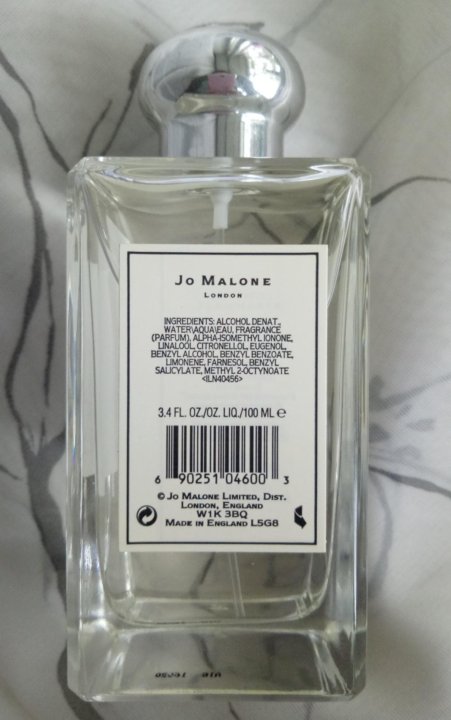 JO MALONE
LONDON
INGREDIENTS: ALCOHOL DENAT.,
WATER\AQUA\EAU, FRAGRANCE
(PARFUM), ALPHA-ISOMETHYL IONONE,
LINALOOL, CITRONELLOL, EUGENOL,
BENZYL ALCOHOL, BENZYL BENZOATE,
LIMONENE, FARNESOL, BENZYL
SALICYLATE, METHYL 2-OCTYNOATE
<ILN40456>
3.4 FL. OZ./OZ. LIQ./100 ML ℮
6 90251 04600 3
© JO MALONE LIMITED, DIST.
LONDON, ENGLAND
W1K 3BQ
MADE IN ENGLAND L5G8